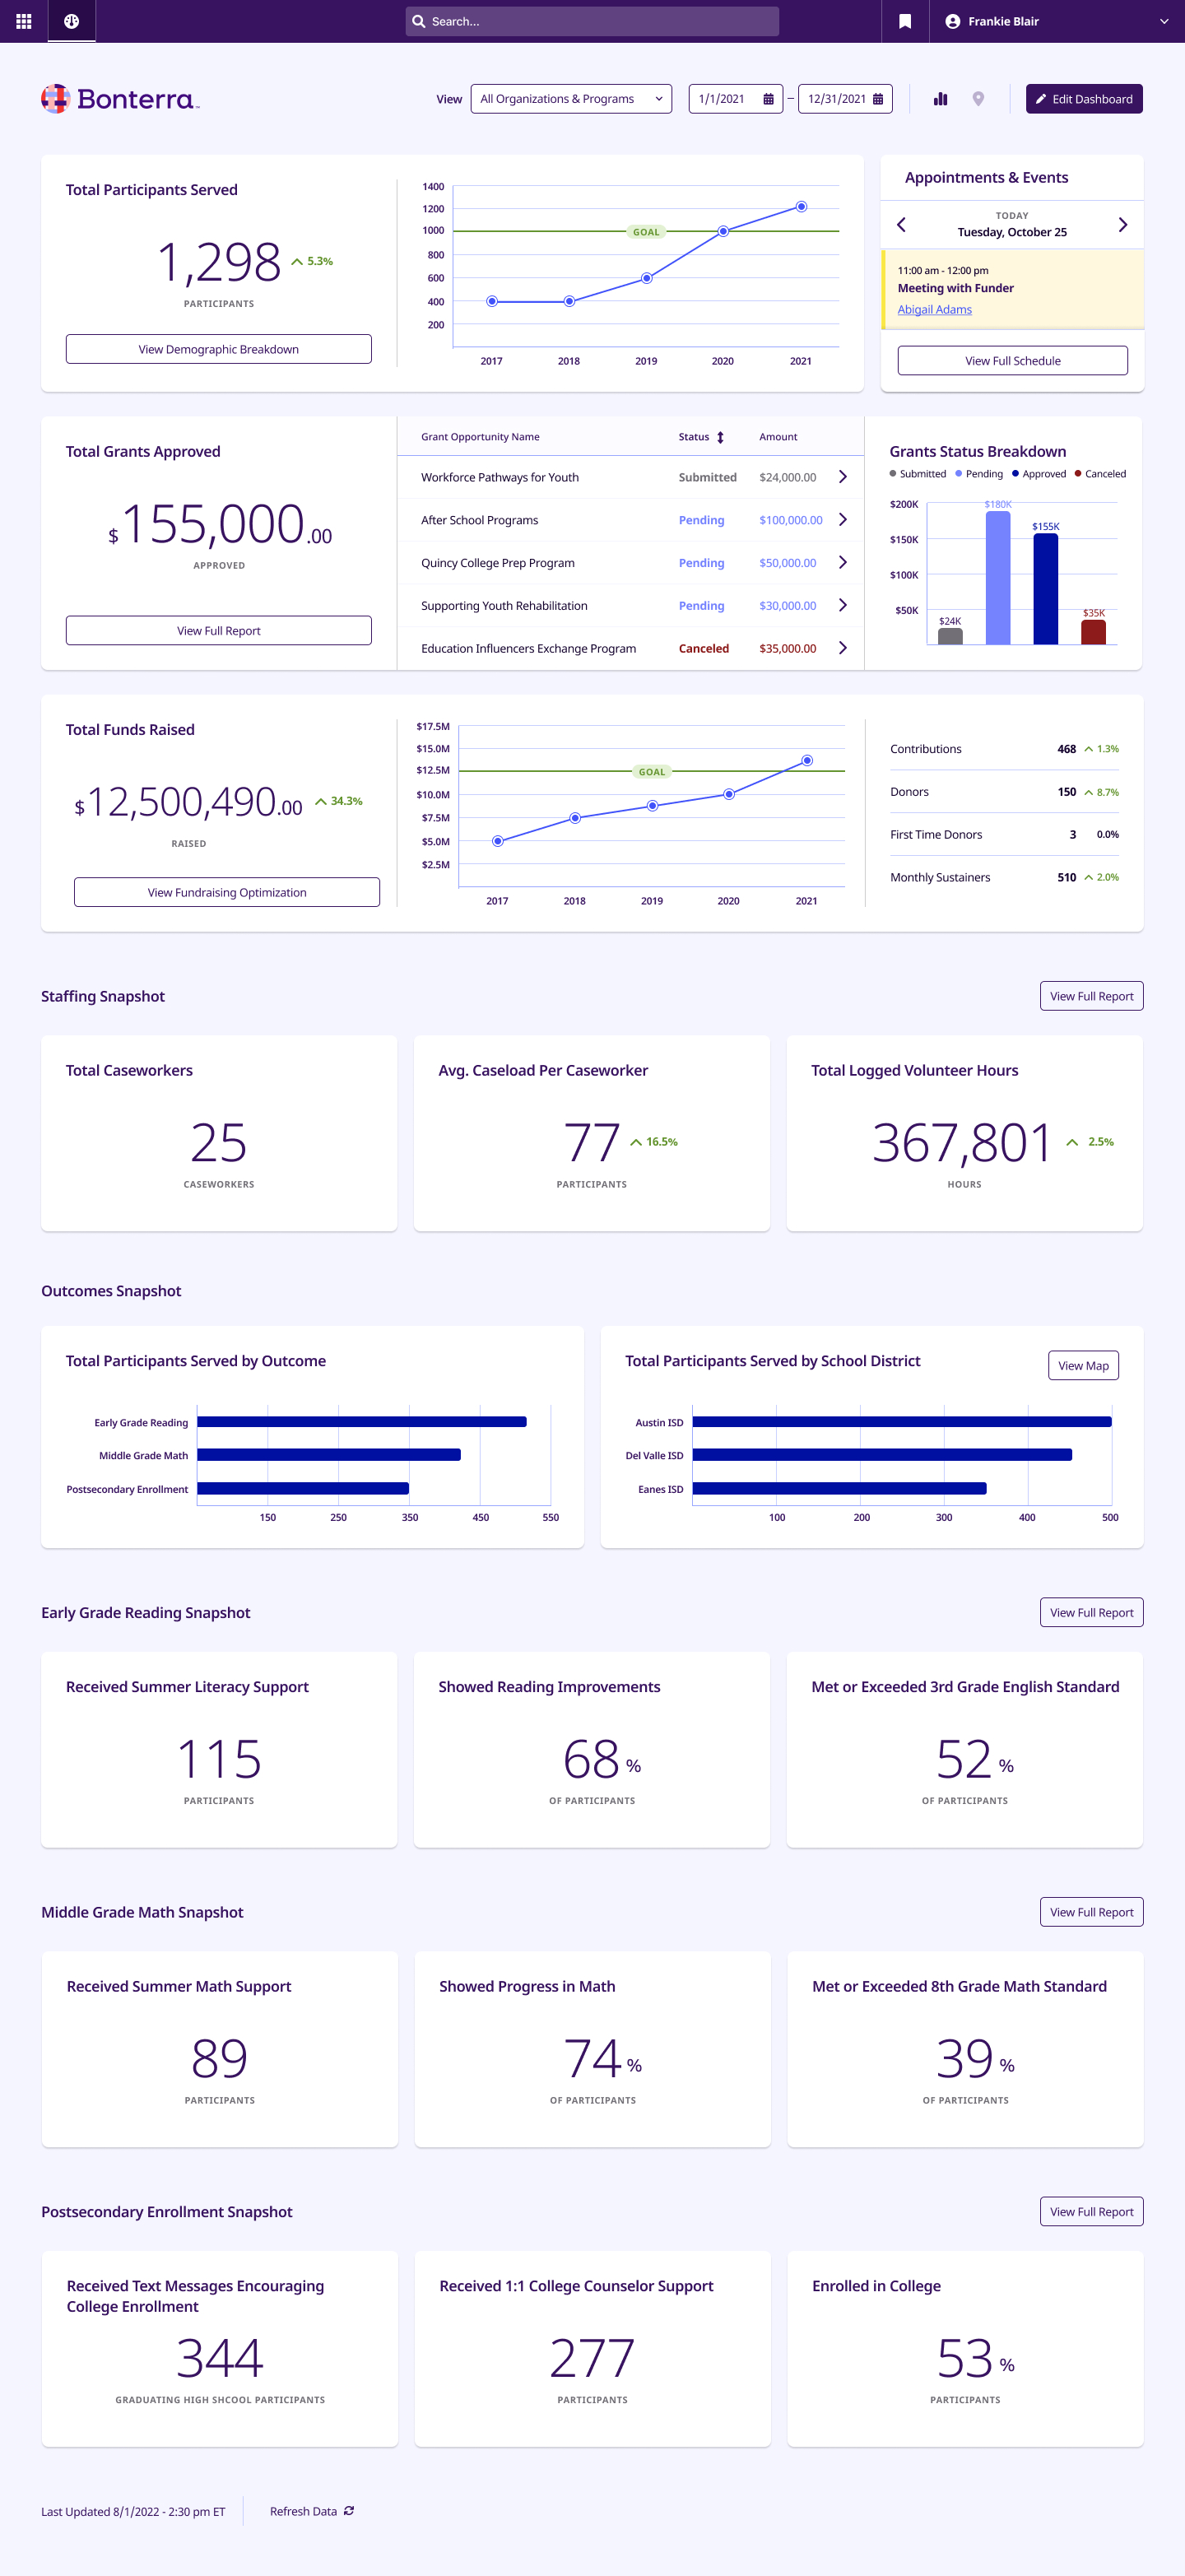 Search...
Frankie Blair
Bonterra
View
All Organizations & Programs
1/1/2021 – 12/31/2021
Edit Dashboard
Total Participants Served
1,298 5.3%
PARTICIPANTS
View Demographic Breakdown
1400
1200
1000
800
600
400
200
GOAL
2017 2018 2019 2020 2021
Appointments & Events
TODAY
Tuesday, October 25
11:00 am - 12:00 pm
Meeting with Funder
Abigail Adams
View Full Schedule
Total Grants Approved
$155,000.00
APPROVED
View Full Report
Grant Opportunity Name Status Amount
Workforce Pathways for Youth Submitted $24,000.00
After School Programs Pending $100,000.00
Quincy College Prep Program Pending $50,000.00
Supporting Youth Rehabilitation Pending $30,000.00
Education Influencers Exchange Program Canceled $35,000.00
Grants Status Breakdown
Submitted Pending Approved Canceled
$200K
$150K
$100K
$50K
$24K
$180K
$155K
$35K
Total Funds Raised
$12,500,490.00 34.3%
RAISED
View Fundraising Optimization
$17.5M
$15.0M
$12.5M
$10.0M
$7.5M
$5.0M
$2.5M
GOAL
2017 2018 2019 2020 2021
Contributions 468 1.3%
Donors 150 8.7%
First Time Donors 3 0.0%
Monthly Sustainers 510 2.0%
Staffing Snapshot
View Full Report
Total Caseworkers
25
CASEWORKERS
Avg. Caseload Per Caseworker
77 16.5%
PARTICIPANTS
Total Logged Volunteer Hours
367,801 2.5%
HOURS
Outcomes Snapshot
Total Participants Served by Outcome
Early Grade Reading
Middle Grade Math
Postsecondary Enrollment
150 250 350 450 550
Total Participants Served by School District
View Map
Austin ISD
Del Valle ISD
Eanes ISD
100 200 300 400 500
Early Grade Reading Snapshot
View Full Report
Received Summer Literacy Support
115
PARTICIPANTS
Showed Reading Improvements
68 %
OF PARTICIPANTS
Met or Exceeded 3rd Grade English Standard
52 %
OF PARTICIPANTS
Middle Grade Math Snapshot
View Full Report
Received Summer Math Support
89
PARTICIPANTS
Showed Progress in Math
74 %
OF PARTICIPANTS
Met or Exceeded 8th Grade Math Standard
39 %
OF PARTICIPANTS
Postsecondary Enrollment Snapshot
View Full Report
Received Text Messages Encouraging
College Enrollment
344
GRADUATING HIGH SHCOOL PARTICIPANTS
Received 1:1 College Counselor Support
277
PARTICIPANTS
Enrolled in College
53 %
PARTICIPANTS
Last Updated 8/1/2022 - 2:30 pm ET
Refresh Data